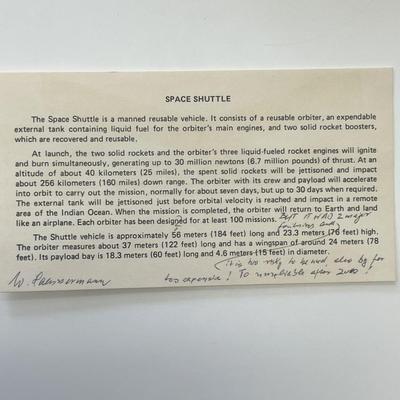 SPACE SHUTTLE
The Space Shuttle is a manned reusable vehicle. It consists of a reusable orbiter, an expendable
external tank containing liquid fuel for the orbiter's main engines, and two solid rocket boosters,
which are recovered and reusable.
At launch, the two solid rockets and the orbiter's three liquid-fueled rocket engines will ignite
and burn simultaneously, generating up to 30 million newtons (6.7 million pounds) of thrust. At an
altitude of about 40 kilometers (25 miles), the spent solid rockets will be jettisoned and impact
about 256 kilometers (160 miles) down range. The orbiter with its crew and payload will accelerate
into orbit to carry out the mission, normally for about seven days, but up to 30 days when required.
The external tank will be jettisoned just before orbital velocity is reached and impact in a remote
area of the Indian Ocean. When the mission is completed, the orbiter will return to Earth and land
like an airplane. Each orbiter has been designed for at least 100 missions. But it had 2 major
failures and
The Shuttle vehicle is approximately 56 meters (184 feet) long and 23.3 meters (76 feet) high.
The orbiter measures about 37 meters (122 feet) long and has a wingspan of around 24 meters (78
feet). Its payload bay is 18.3 meters (60 feet) long and 4.6 meters (15 feet) in diameter.
(This too risky to be used, also by far
too expensive! To unreliable after 2000!
W.